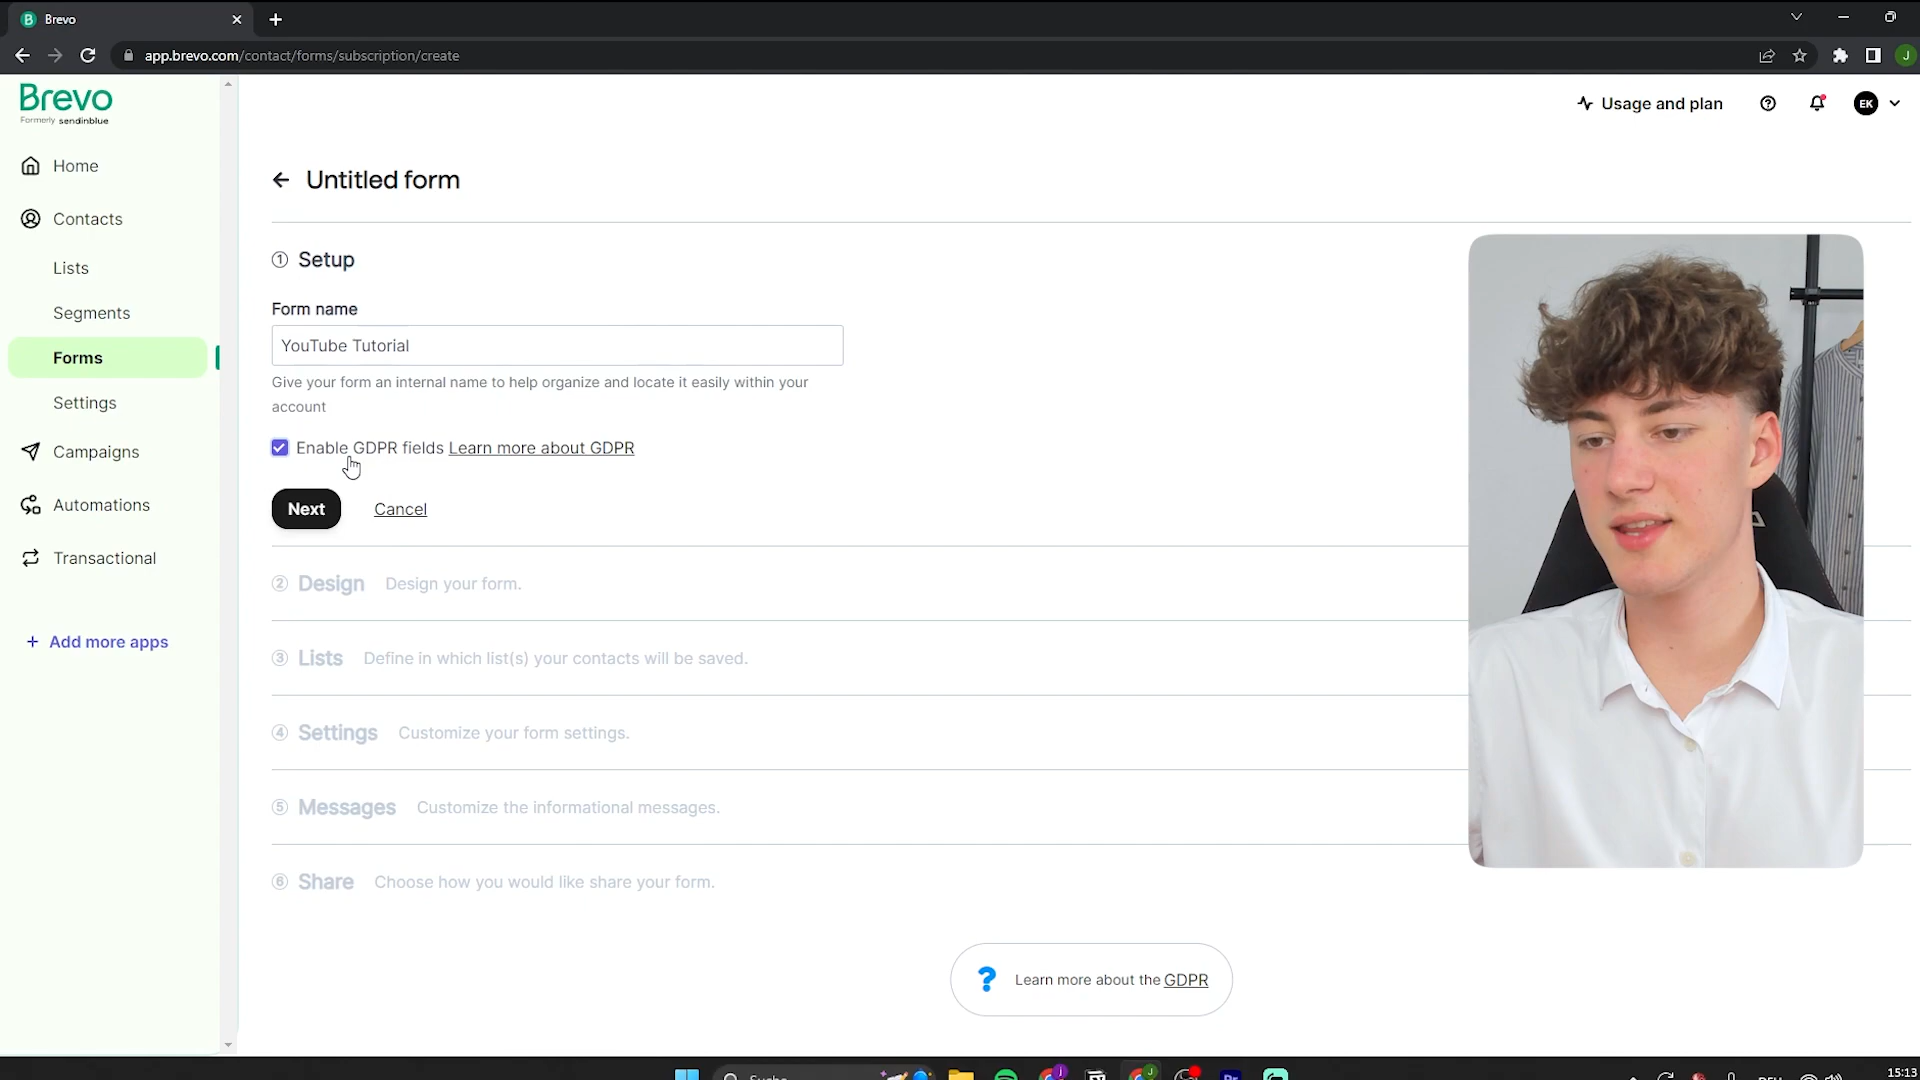 Brevo
app.brevo.com/contact/forms/subscription/create
J
Brevo
Formerly sendinblue
Usage and plan
EK
Home
Contacts
Lists
Segments
Forms
Settings
Campaigns
Automations
Transactional
+ Add more apps
Untitled form
1 Setup
Form name
YouTube Tutorial
Give your form an internal name to help organize and locate it easily within your
account
Enable GDPR fields Learn more about GDPR
Next
Cancel
2 Design Design your form.
3 Lists Define in which list(s) your contacts will be saved.
4 Settings Customize your form settings.
5 Messages Customize the informational messages.
6 Share Choose how you would like share your form.
? Learn more about the GDPR
Suche
15:13